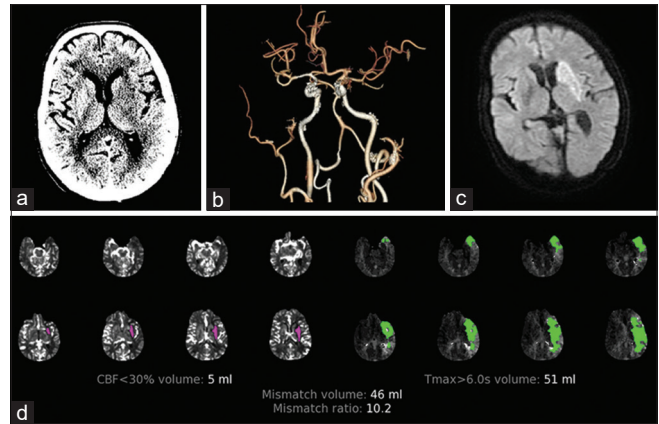 a
b
c
CBF<30% volume: 5 ml
Tmax>6.0s volume: 51 ml
Mismatch volume: 46 ml
Mismatch ratio: 10.2
d